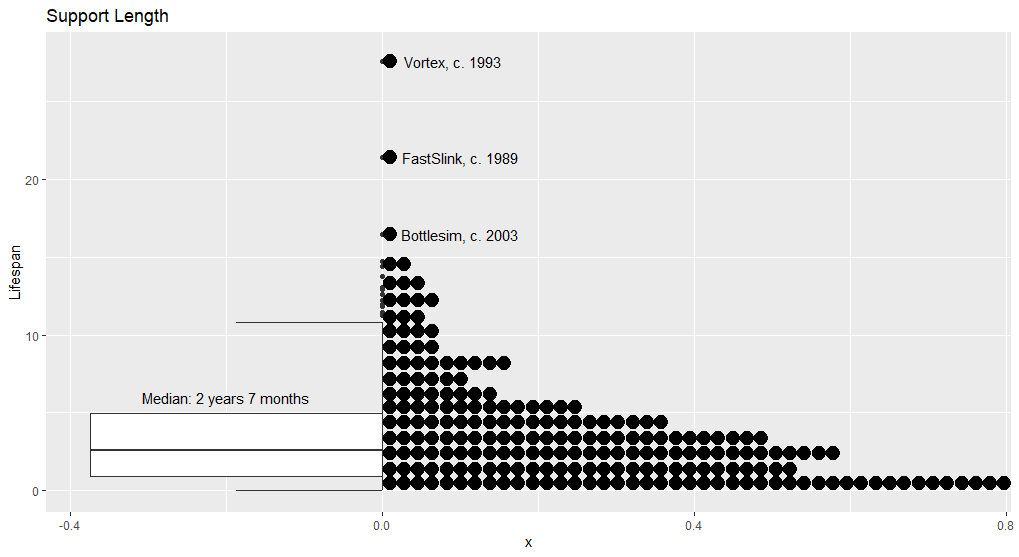 Support Length
Vortex, c. 1993
FastSlink, c. 1989
20
Bottlesim, c. 2003
Lifespan
10
Median: 2 years 7 months
0
-0.4
0.0
0.4
0.8
x